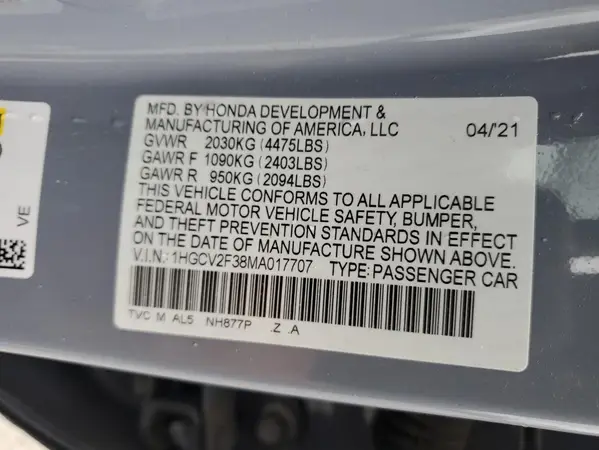 MFD. BY HONDA DEVELOPMENT &
MANUFACTURING OF AMERICA, LLC 04/'21
GVWR 2030KG (4475LBS)
GAWR F 1090KG (2403LBS)
GAWR R 950KG (2094LBS)
THIS VEHICLE CONFORMS TO ALL APPLICABLE
FEDERAL MOTOR VEHICLE SAFETY, BUMPER,
AND THEFT PREVENTION STANDARDS IN EFFECT
ON THE DATE OF MANUFACTURE SHOWN ABOVE.
V.I.N.: 1HGCV2F38MA017707 TYPE: PASSENGER CAR
TVC M AL5 NH877P .Z .A
VE